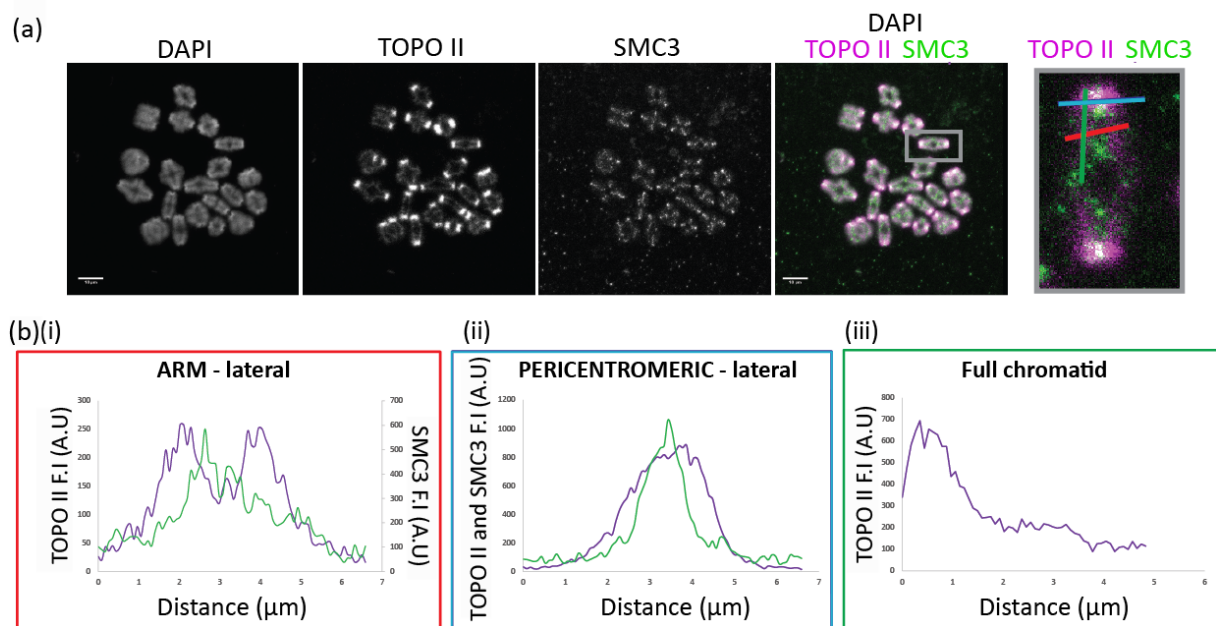 (a)
DAPI
TOPO II
SMC3
DAPI
TOPO II SMC3
TOPO II SMC3
(b)(i)
ARM - lateral
TOPO II F.I (A.U)
300
250
200
150
100
50
0
700
600
500
400
300
200
100
0
SMC3 F.I (A.U)
0 1 2 3 4 5 6 7
Distance (µm)
(ii)
PERICENTROMERIC - lateral
TOPO II and SMC3 F.I (A.U)
1200
1000
800
600
400
200
0
0 1 2 3 4 5 6 7
Distance (µm)
(iii)
Full chromatid
TOPO II F.I (A.U)
800
700
600
500
400
300
200
100
0
0 1 2 3 4 5 6
Distance (µm)